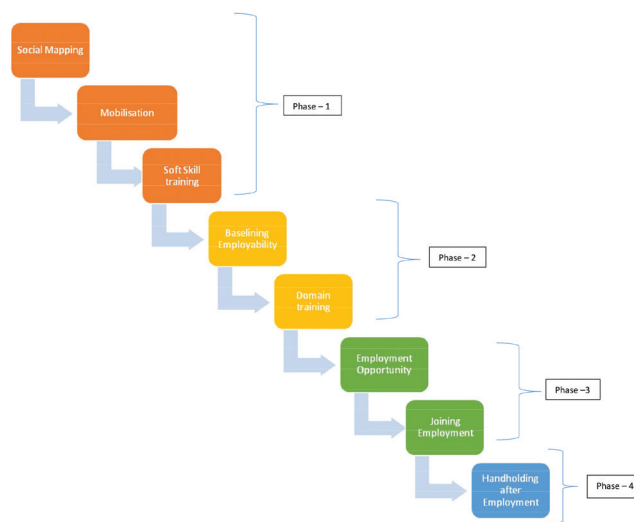 Social Mapping
Mobilisation
Phase – 1
Soft Skill
training
Baselining
Employability
Phase – 2
Domain
training
Employment
Opportunity
Phase –3
Joining
Employment
Handholding
after
Employment
Phase – 4